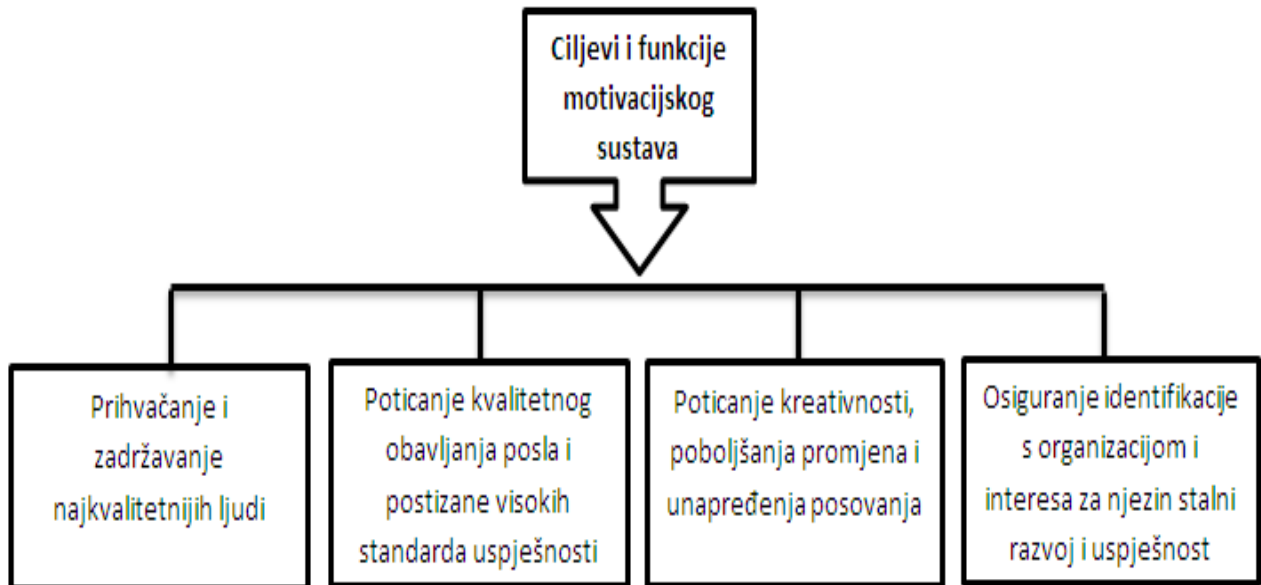 Ciljevi i funkcije
motivacijskog
sustava
Prihvačanje i
zadržavanje
najkvalitetnijih ljudi
Poticanje kvalitetnog
obavljanja posla i
postizane visokih
standarda uspješnosti
Poticanje kreativnosti,
poboljšanja promjena i
unapređenja posovanja
Osiguranje identifikacije
s organizacijom i
interesa za njezin stalni
razvoj i uspješnost